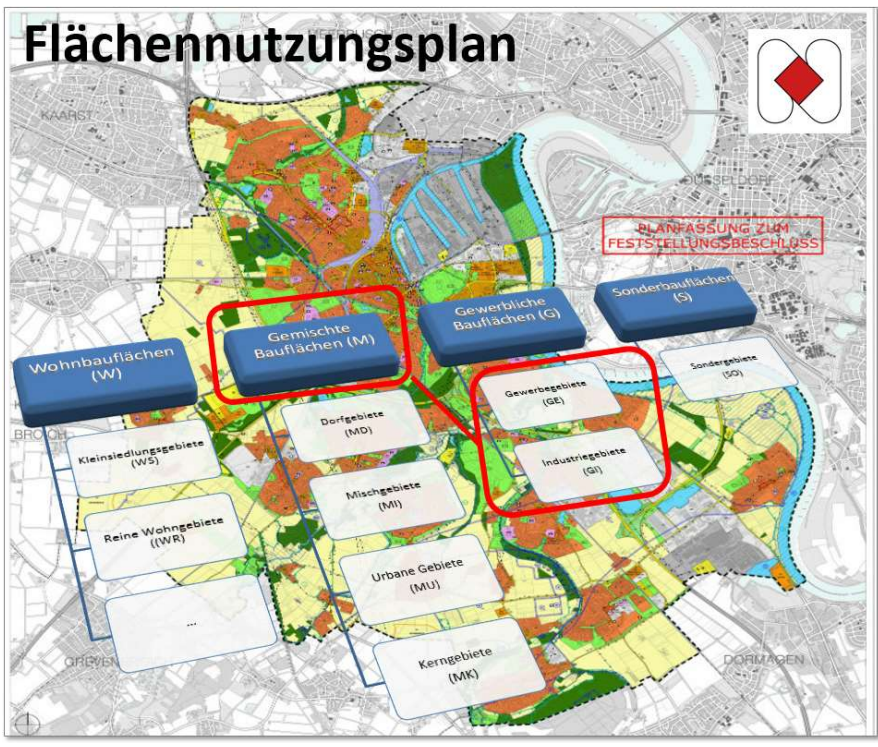 Flächennutzungsplan
KAARST
DÜSSELDORF
PLANFASSUNG ZUM
FESTSTELLUNGSBESCHLUSS
Wohnbauflächen
(W)
Kleinsiedlungsgebiete
(WS)
Reine Wohngebiete
((WR)
...
Gemischte
Bauflächen (M)
Dorfgebiete
(MD)
Mischgebiete
(MI)
Urbane Gebiete
(MU)
Kerngebiete
(MK)
Gewerbliche
Bauflächen (G)
Gewerbegebiete
(GE)
Industriegebiete
(GI)
Sonderbauflächen
(S)
Sondergebiete
(SO)
DORMAGEN